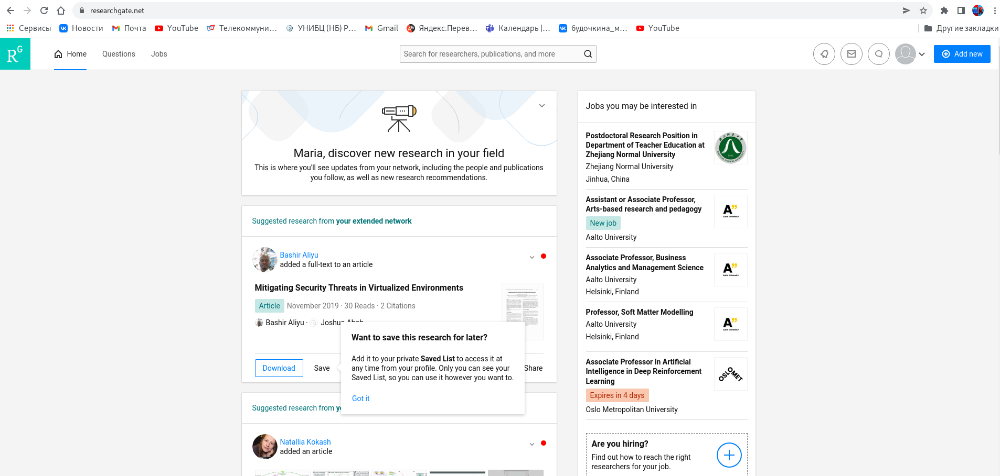 researchgate.net
Сервисы Новости Почта YouTube Телекоммуни... УНИБЦ (НБ) Р... Gmail Яндекс.Перев... Календарь |... будочкина_м... YouTube Другие закладки
RG Home Questions Jobs Search for researchers, publications, and more Add new
Maria, discover new research in your field
This is where you'll see updates from your network, including the people and publications
you follow, as well as new research recommendations.
Suggested research from your extended network
Bashir Aliyu
added a full-text to an article
Mitigating Security Threats in Virtualized Environments
Article November 2019 · 30 Reads · 2 Citations
Bashir Aliyu ·
Want to save this research for later?
Add it to your private Saved List to access it at
any time from your profile. Only you can see your
Saved List, so you can use it however you want to.
Got it
Download Save Share
Suggested research from
Natallia Kokash
added an article
Jobs you may be interested in
Postdoctoral Research Position in
Department of Teacher Education at
Zhejiang Normal University
Zhejiang Normal University
Jinhua, China
Assistant or Associate Professor,
Arts-based research and pedagogy
New job
Aalto University
A"
Aalto University
Associate Professor, Business
Analytics and Management Science
Aalto University
Helsinki, Finland
A"
Aalto University
Professor, Soft Matter Modelling
Aalto University
Helsinki, Finland
A"
Aalto University
Associate Professor in Artificial
Intelligence in Deep Reinforcement
Learning
Expires in 4 days
Oslo Metropolitan University
OSLOMET
Are you hiring?
Find out how to reach the right
researchers for your job.